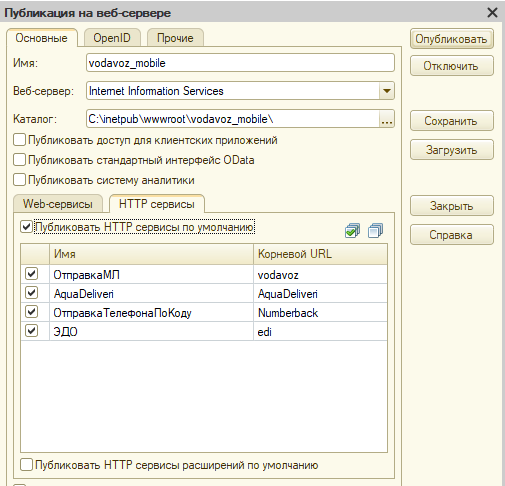 Публикация на веб-сервере
Основные OpenID Прочие
Опубликовать
Имя: vodavoz_mobile
Отключить
Веб-сервер: Internet Information Services
Каталог: C:\inetpub\wwwroot\vodavoz_mobile\ ...
Сохранить
Публиковать доступ для клиентских приложений
Загрузить
Публиковать стандартный интерфейс OData
Публиковать систему аналитики
Web-сервисы HTTP сервисы
Закрыть
Публиковать HTTP сервисы по умолчанию
Справка
Имя Корневой URL
ОтправкаМЛ vodavoz
AquaDeliveri AquaDeliveri
ОтправкаТелефонаПоКоду Numberback
ЭДО edi
Публиковать HTTP сервисы расширений по умолчанию